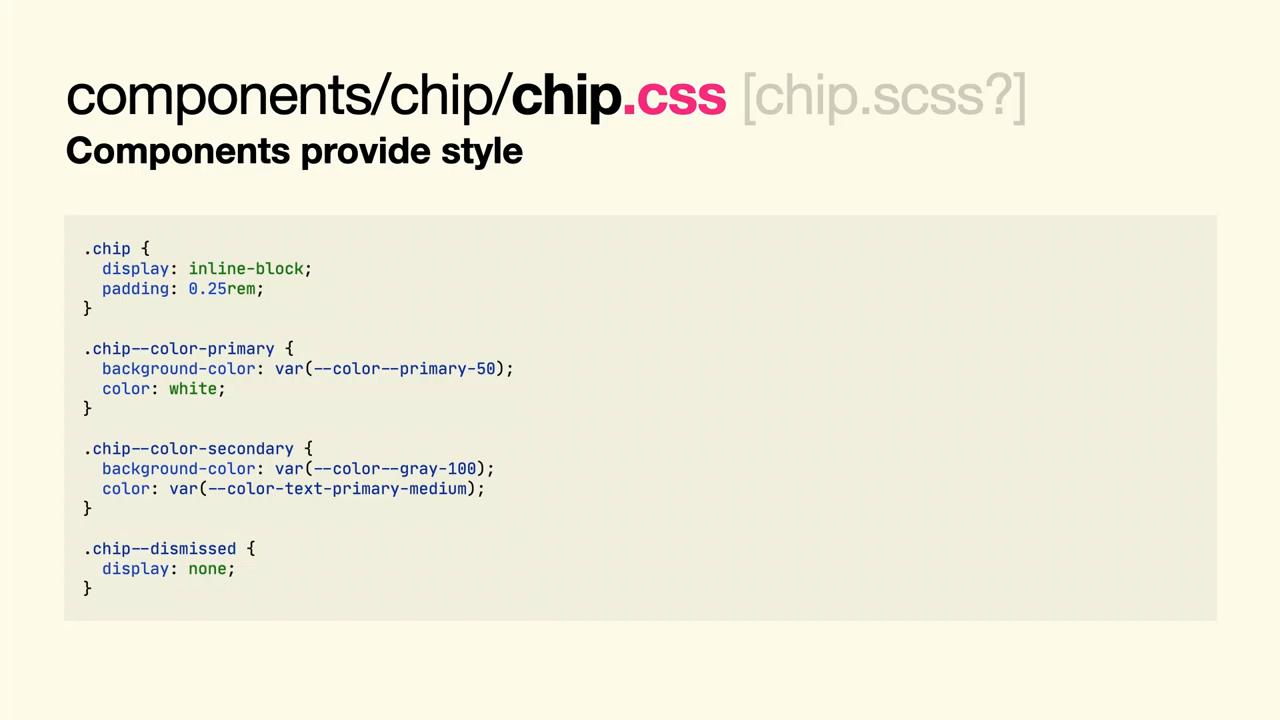 components/chip/chip.css [chip.scss?]
Components provide style
.chip {
  display: inline-block;
  padding: 0.25rem;
}
.chip--color-primary {
  background-color: var(--color--primary-50);
  color: white;
}
.chip--color-secondary {
  background-color: var(--color--gray-100);
  color: var(--color-text-primary-medium);
}
.chip--dismissed {
  display: none;
}